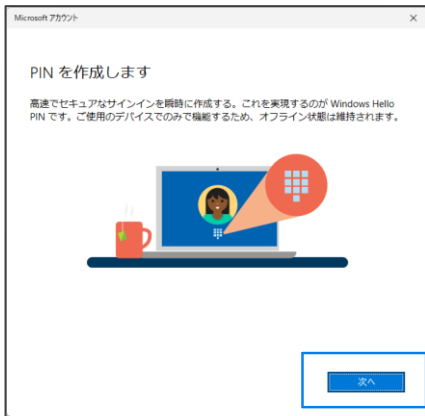 Microsoft アカウント
PIN を作成します
高速でセキュアなサインインを瞬時に作成する。これを実現するのが Windows Hello
PIN です。ご使用のデバイスでのみで機能するため、オフライン状態は維持されます。
次へ